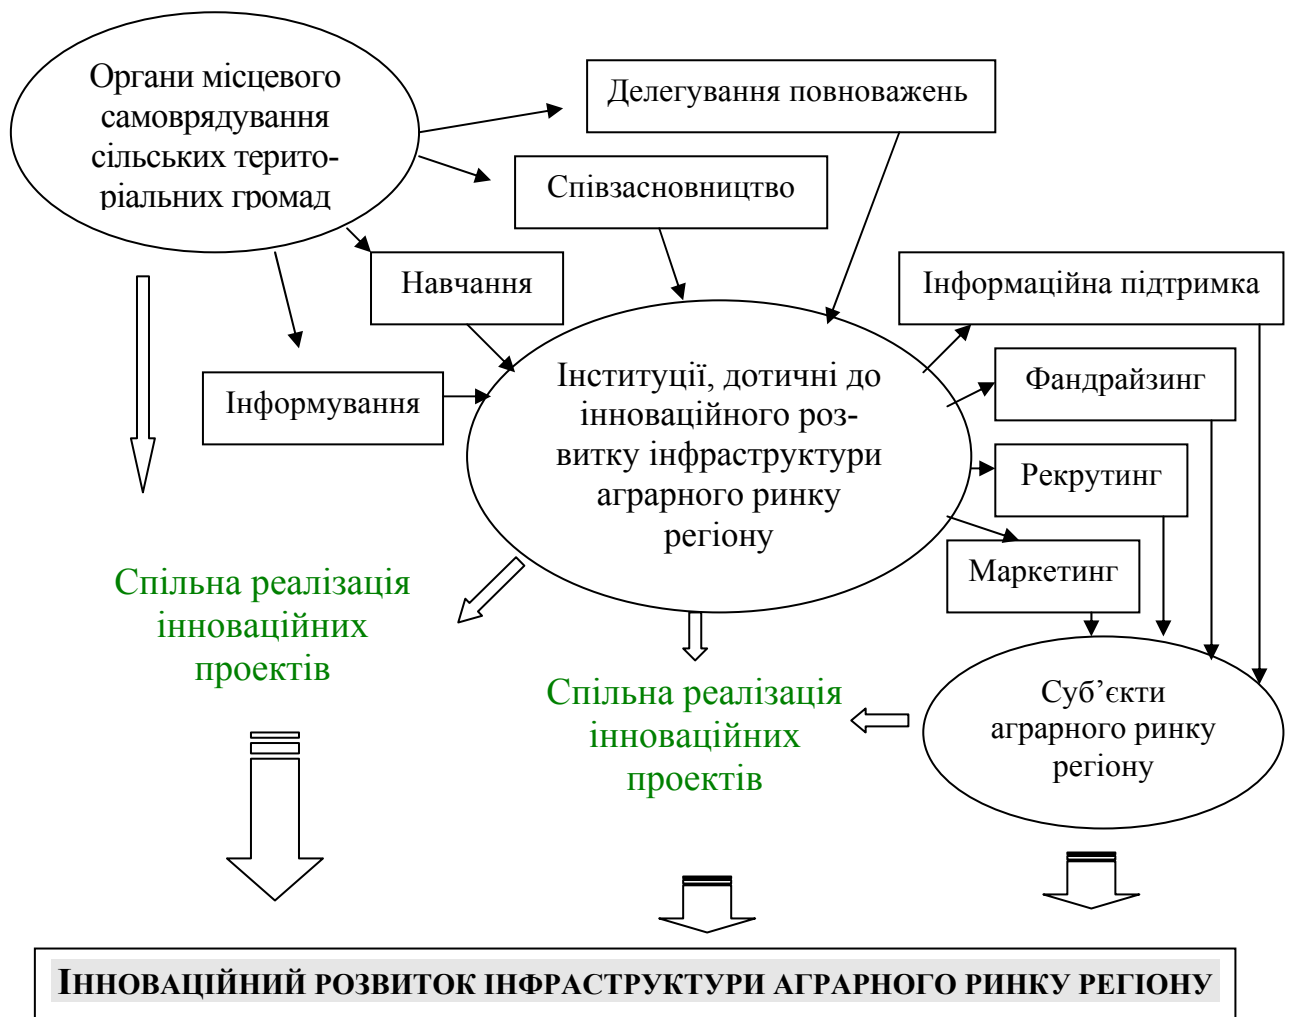 Органи місцевого
самоврядування
сільських терито-
ріальних громад
Делегування повноважень
Співзасновництво
Навчання
Інформування
Інформаційна підтримка
Фандрайзинг
Рекрутинг
Маркетинг
Інституції, дотичні до
інноваційного роз-
витку інфраструктури
аграрного ринку
регіону
Спільна реалізація
інноваційних
проектів
Спільна реалізація
інноваційних
проектів
Суб’єкти
аграрного ринку
регіону
ІННОВАЦІЙНИЙ РОЗВИТОК ІНФРАСТРУКТУРИ АГРАРНОГО РИНКУ РЕГІОНУ